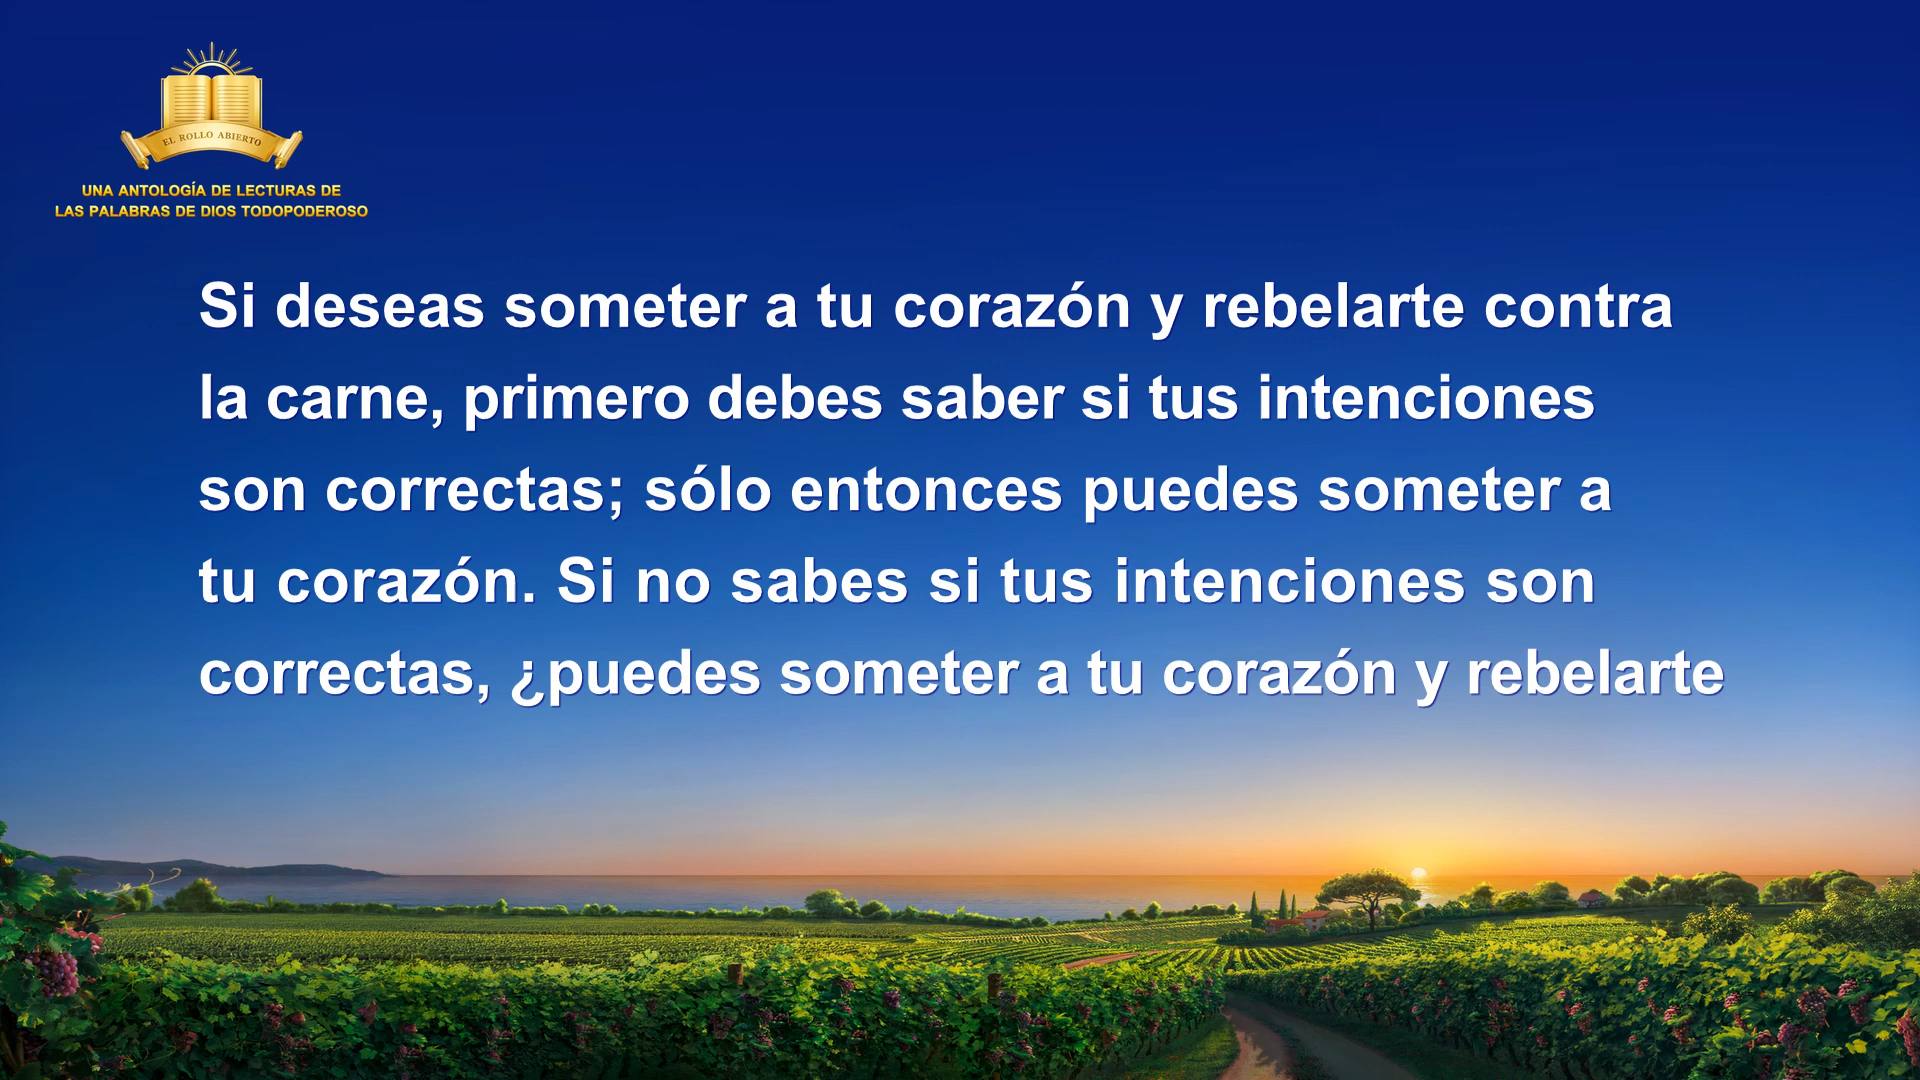 EL ROLLO ABIERTO
UNA ANTOLOGÍA DE LECTURAS DE
LAS PALABRAS DE DIOS TODOPODEROSO
Si deseas someter a tu corazón y rebelarte contra
la carne, primero debes saber si tus intenciones
son correctas; sólo entonces puedes someter a
tu corazón. Si no sabes si tus intenciones son
correctas, ¿puedes someter a tu corazón y rebelarte